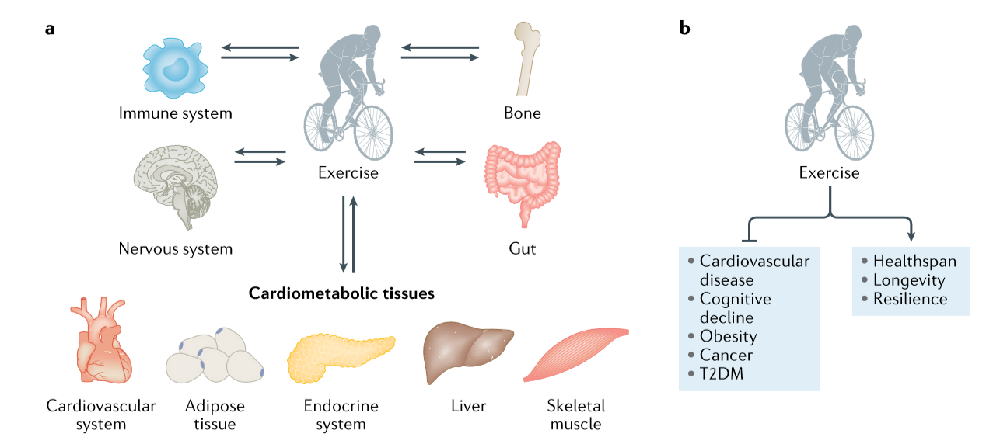 a
Immune system
Bone
Exercise
Nervous system
Gut
Cardiometabolic tissues
Cardiovascular
system
Adipose
tissue
Endocrine
system
Liver
Skeletal
muscle
b
Exercise
• Cardiovascular
disease
• Cognitive
decline
• Obesity
• Cancer
• T2DM
• Healthspan
• Longevity
• Resilience